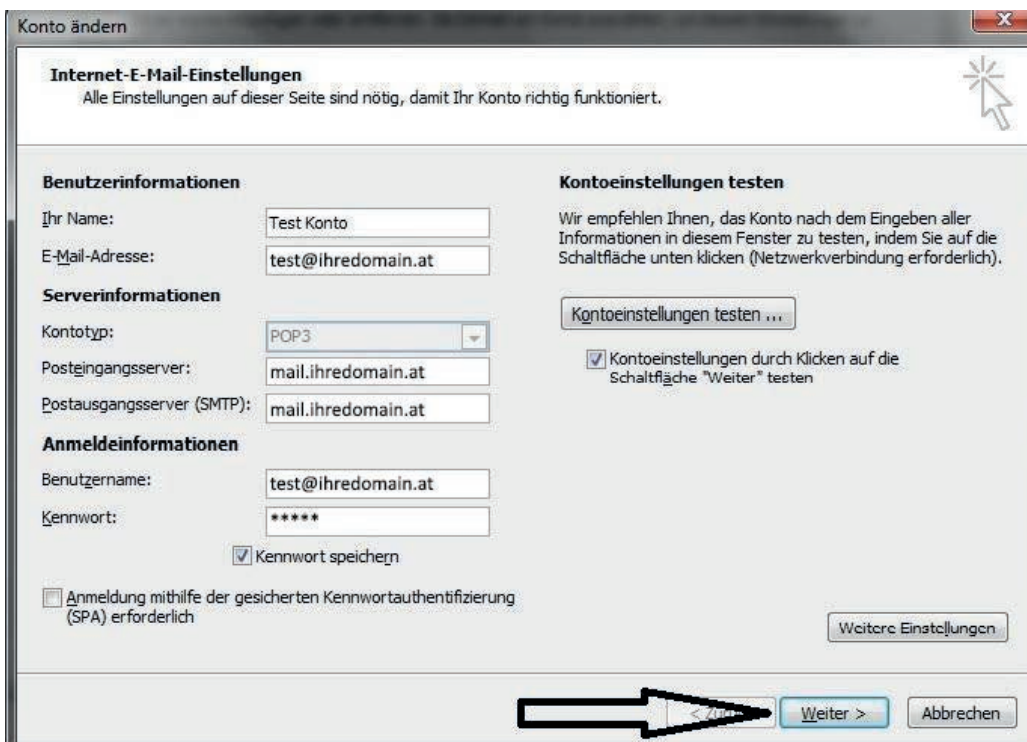 Konto ändern
Internet-E-Mail-Einstellungen
Alle Einstellungen auf dieser Seite sind nötig, damit Ihr Konto richtig funktioniert.
Benutzerinformationen
Ihr Name:
Test Konto
E-Mail-Adresse:
test@ihredomain.at
Serverinformationen
Kontotyp:
POP3
Posteingangsserver:
mail.ihredomain.at
Postausgangsserver (SMTP):
mail.ihredomain.at
Anmeldeinformationen
Benutzername:
test@ihredomain.at
Kennwort:
*****
Kennwort speichern
Anmeldung mithilfe der gesicherten Kennwortauthentifizierung
(SPA) erforderlich
Kontoeinstellungen testen
Wir empfehlen Ihnen, das Konto nach dem Eingeben aller
Informationen in diesem Fenster zu testen, indem Sie auf die
Schaltfläche unten klicken (Netzwerkverbindung erforderlich).
Kontoeinstellungen testen ...
Kontoeinstellungen durch Klicken auf die
Schaltfläche "Weiter" testen
Weitere Einstellungen
Weiter >
Abbrechen